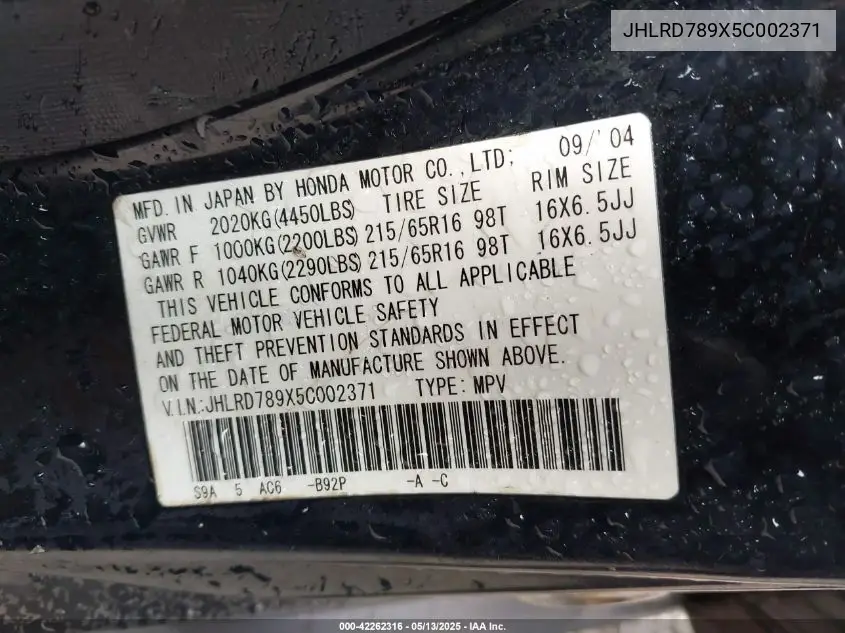 JHLRD789X5C002371
MFD. IN JAPAN BY HONDA MOTOR CO., LTD: 09/'04
GVWR 2020KG(4450LBS) TIRE SIZE RIM SIZE
GAWR F 1000KG(2200LBS) 215/65R16 98T 16X6.5JJ
GAWR R 1040KG(2290LBS) 215/65R16 98T 16X6.5JJ
THIS VEHICLE CONFORMS TO ALL APPLICABLE
FEDERAL MOTOR VEHICLE SAFETY
AND THEFT PREVENTION STANDARDS IN EFFECT
ON THE DATE OF MANUFACTURE SHOWN ABOVE.
V.I.N.:JHLRD789X5C002371 TYPE: MPV
S9A 5 AC6 -B92P -A -C
000-42262316 - 05/13/2025 - IAA Inc.